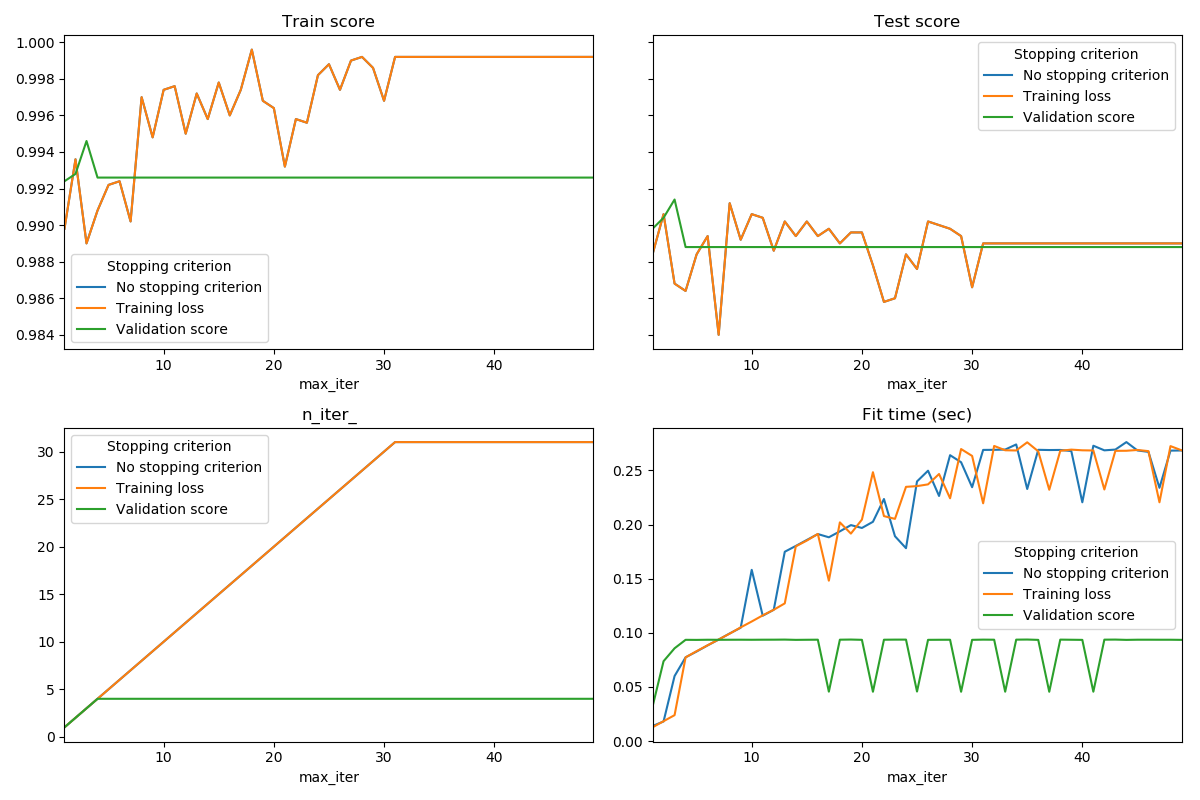 Train score
1.000
0.998
0.996
0.994
0.992
0.990
0.988
0.986
0.984
Stopping criterion
No stopping criterion
Training loss
Validation score
10
20
30
40
max_iter
Test score
Stopping criterion
No stopping criterion
Training loss
Validation score
10
20
30
40
max_iter
n_iter_
30
25
20
15
10
5
0
Stopping criterion
No stopping criterion
Training loss
Validation score
10
20
30
40
max_iter
Fit time (sec)
0.25
0.20
0.15
0.10
0.05
0.00
Stopping criterion
No stopping criterion
Training loss
Validation score
10
20
30
40
max_iter